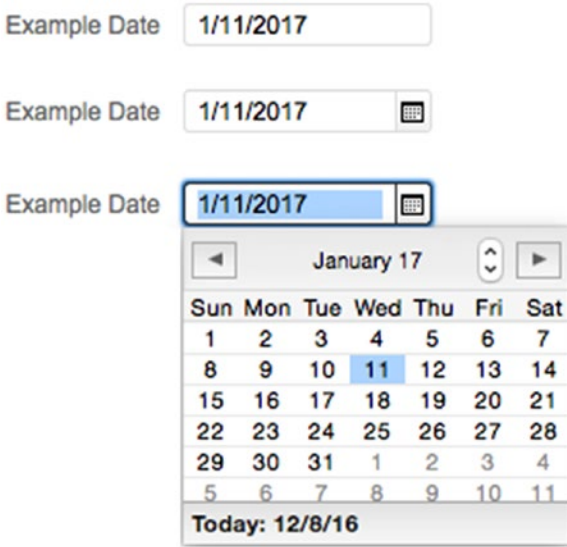 Example Date 1/11/2017
Example Date 1/11/2017
Example Date 1/11/2017
January 17
Sun Mon Tue Wed Thu Fri Sat
1 2 3 4 5 6 7
8 9 10 11 12 13 14
15 16 17 18 19 20 21
22 23 24 25 26 27 28
29 30 31 1 2 3 4
5 6 7 8 9 10 11
Today: 12/8/16